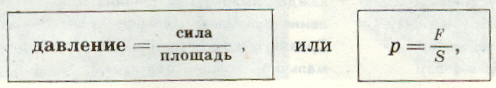 давление = сила / площадь , или p = F / S ,